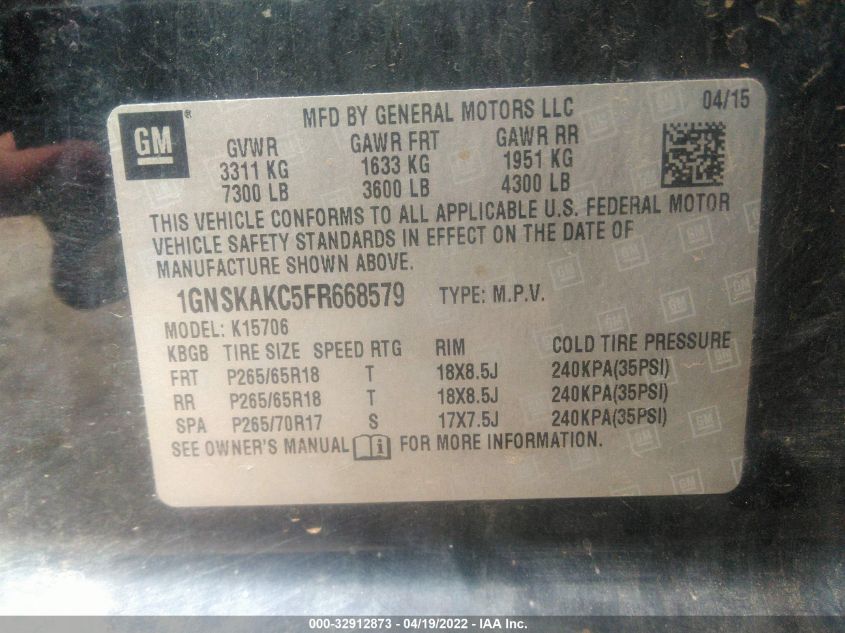 GM ®
MFD BY GENERAL MOTORS LLC 04/15
GVWR GAWR FRT GAWR RR
3311 KG 1633 KG 1951 KG
7300 LB 3600 LB 4300 LB
THIS VEHICLE CONFORMS TO ALL APPLICABLE U.S. FEDERAL MOTOR
VEHICLE SAFETY STANDARDS IN EFFECT ON THE DATE OF
MANUFACTURE SHOWN ABOVE.
1GNSKAKC5FR668579 TYPE: M.P.V.
MODEL: K15706
KBGB TIRE SIZE SPEED RTG RIM COLD TIRE PRESSURE
FRT P265/65R18 T 18X8.5J 240KPA(35PSI)
RR P265/65R18 T 18X8.5J 240KPA(35PSI)
SPA P265/70R17 S 17X7.5J 240KPA(35PSI)
SEE OWNER'S MANUAL i FOR MORE INFORMATION.
000-32912873 - 04/19/2022 - IAA Inc.